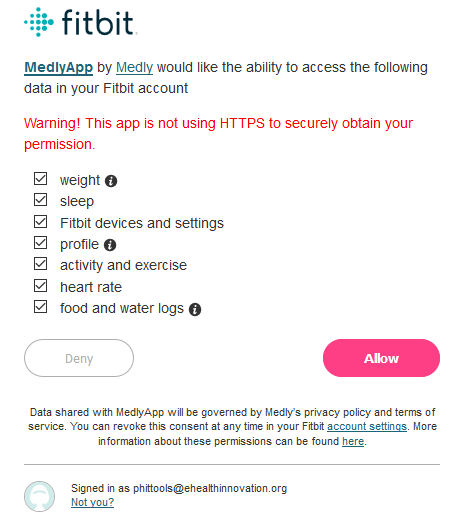 fitbit
MedlyApp by Medly would like the ability to access the following
data in your Fitbit account
Warning! This app is not using HTTPS to securely obtain your
permission.
weight
sleep
Fitbit devices and settings
profile
activity and exercise
heart rate
food and water logs
Deny
Allow
Data shared with MedlyApp will be governed by Medly's privacy policy and terms of
service. You can revoke this consent at any time in your Fitbit account settings. More
information about these permissions can be found here.
Signed in as phittools@ehealthinnovation.org
Not you?